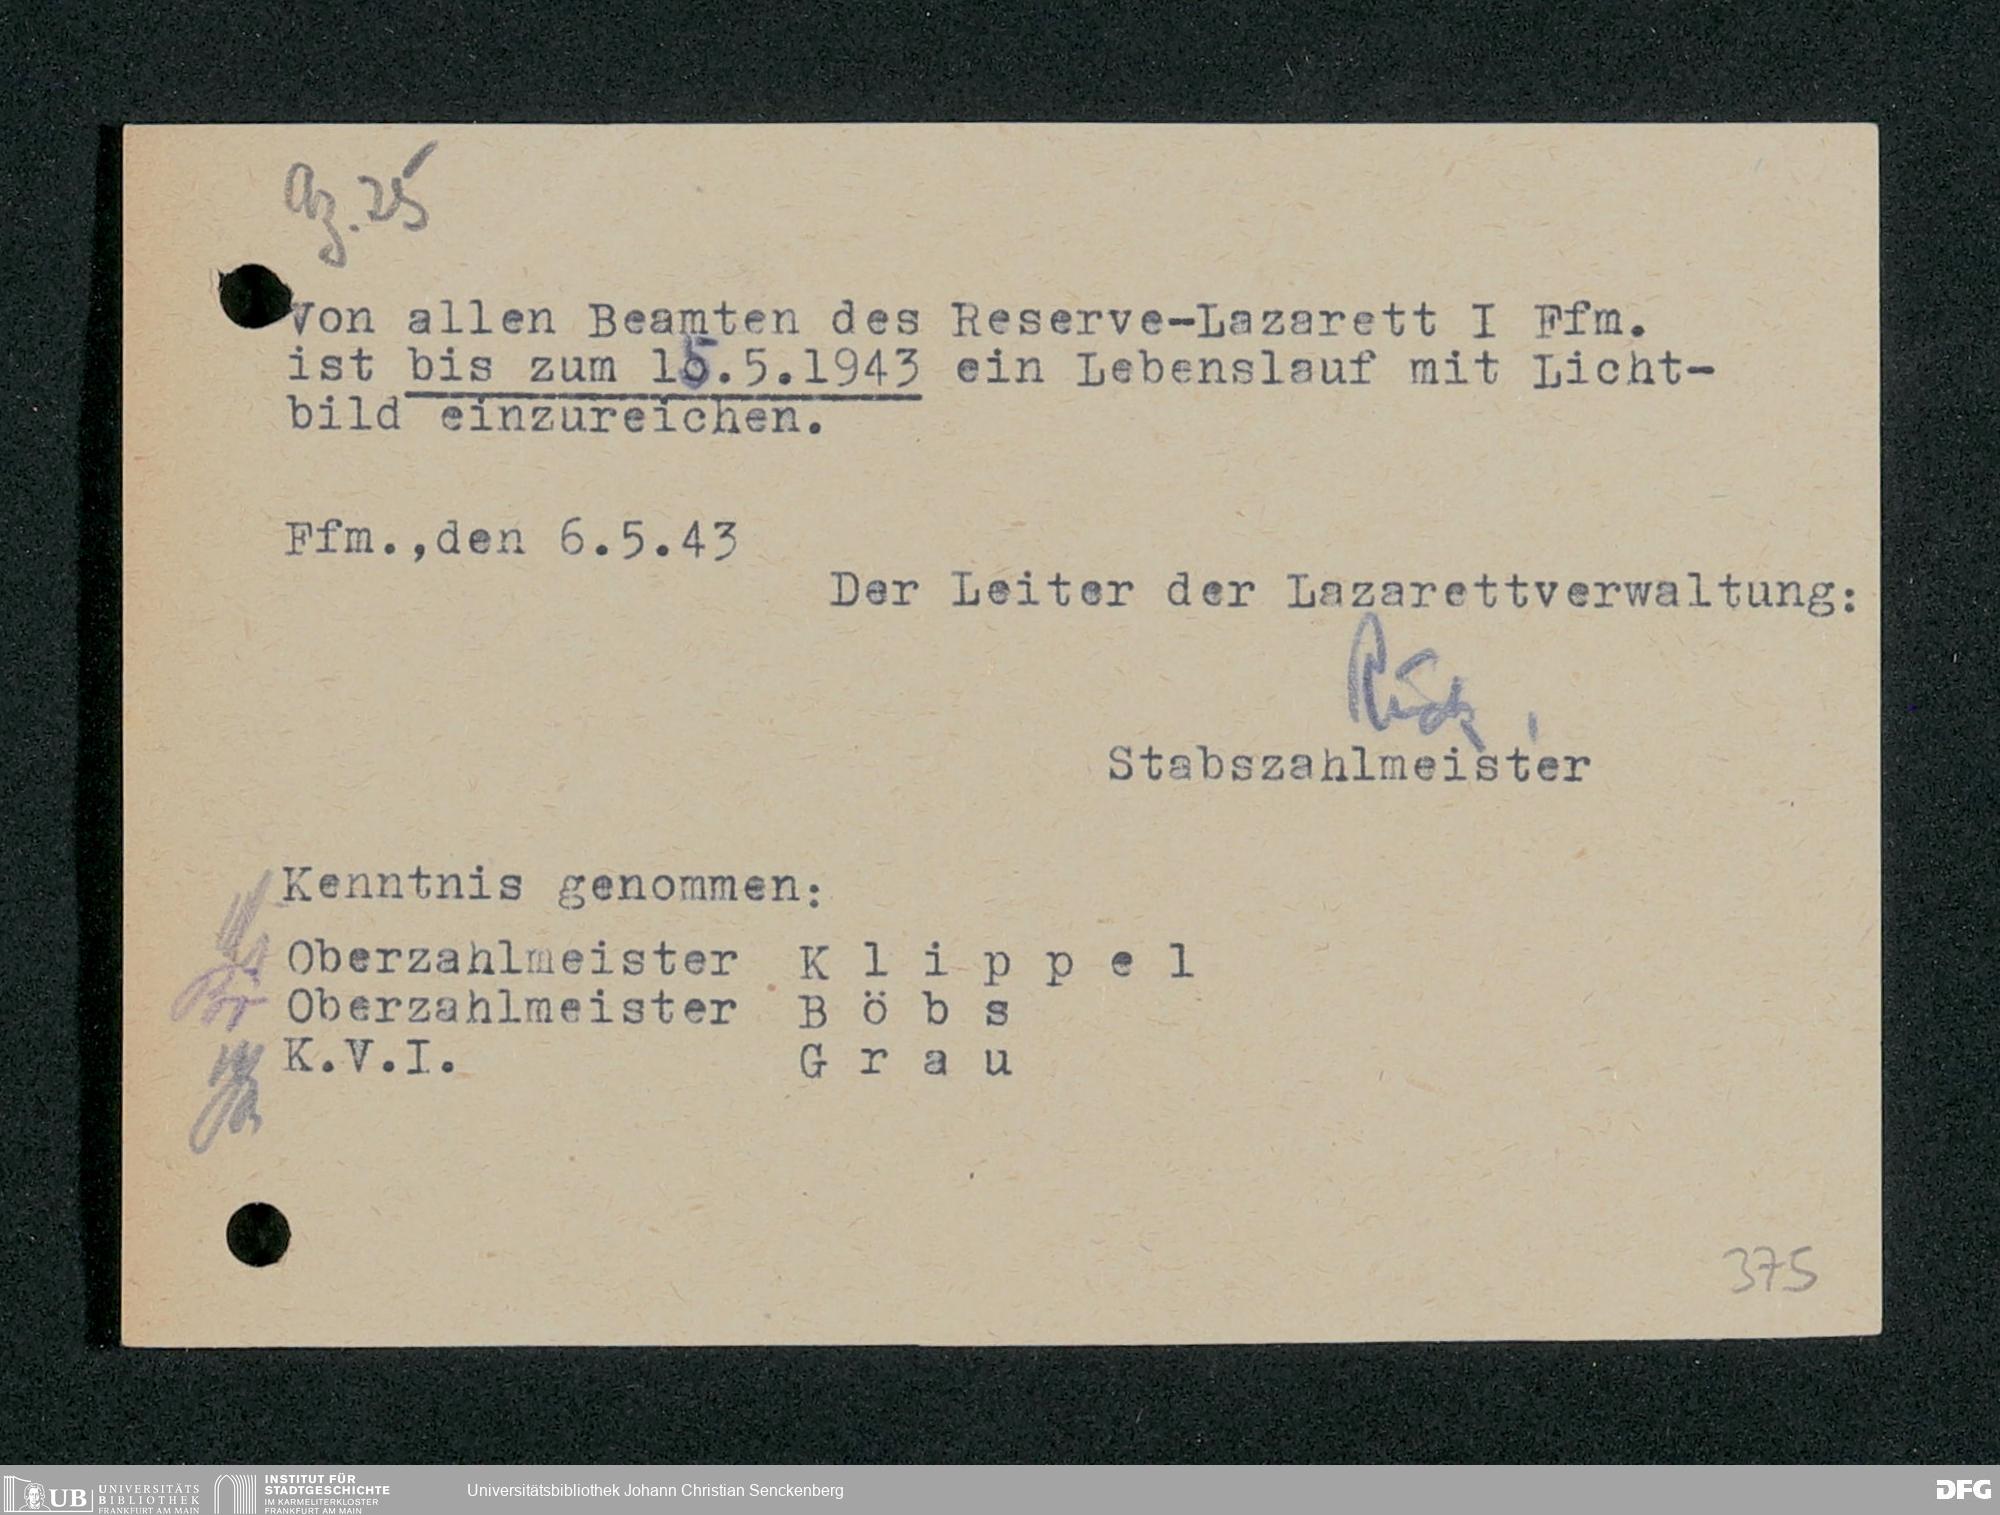 Az. 25
Von allen Beamten des Reserve-Lazarett I Ffm.
ist bis zum 15.5.1943 ein Lebenslauf mit Licht-
bild einzureichen.
Ffm.,den 6.5.43
Der Leiter der Lazarettverwaltung:
Stabszahlmeister
Kenntnis genommen:
Oberzahlmeister K l i p p e l
Oberzahlmeister B ö b s
K.V.I. G r a u
375
UB UNIVERSITÄTS
BIBLIOTHEK
FRANKFURT AM MAIN
INSTITUT FÜR
STADTGESCHICHTE
IM KARMELITERKLOSTER
FRANKFURT AM MAIN
Universitätsbibliothek Johann Christian Senckenberg
DFG